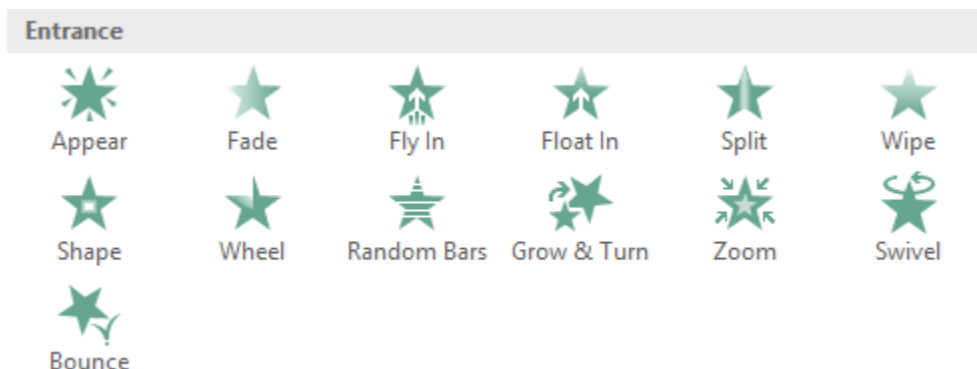 Entrance
Appear Fade Fly In Float In Split Wipe
Shape Wheel Random Bars Grow & Turn Zoom Swivel
Bounce